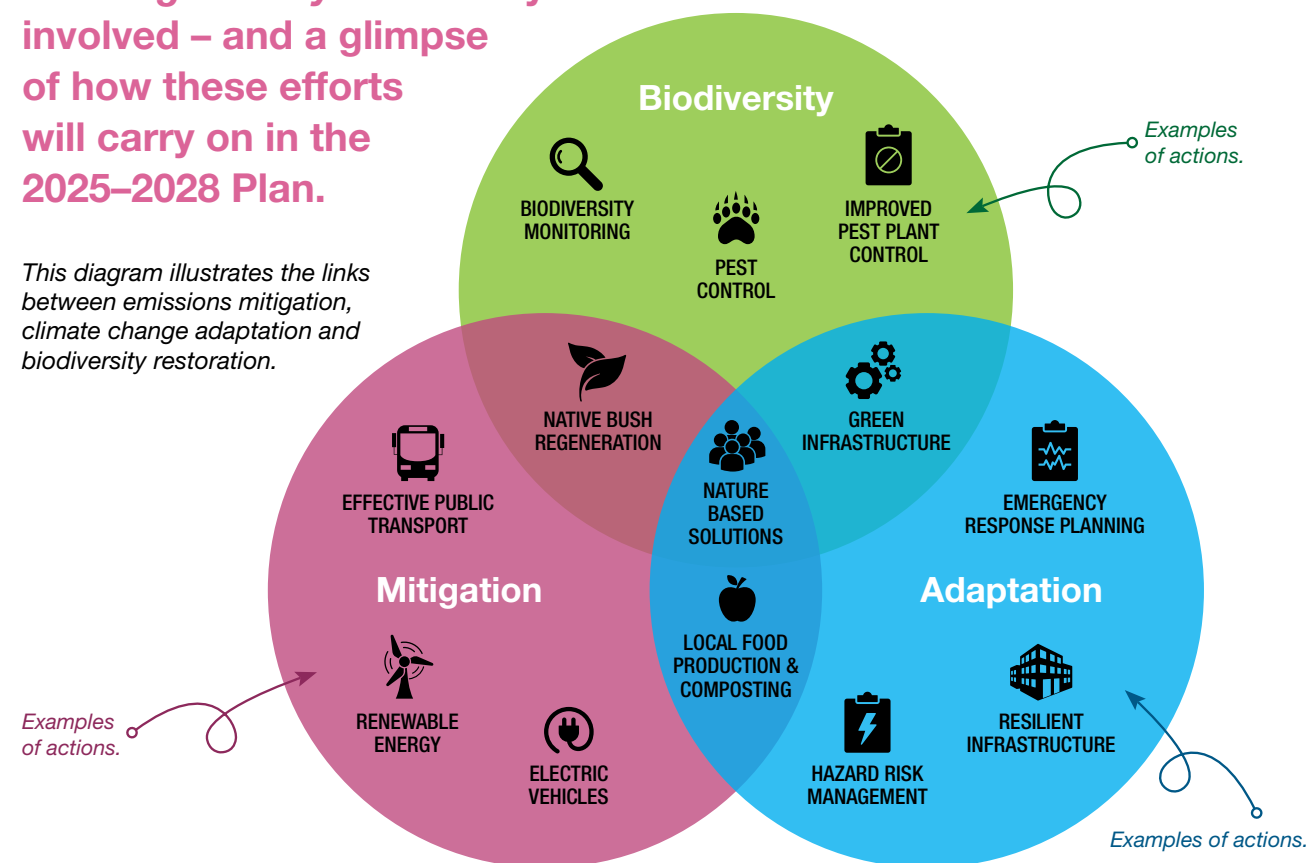 involved – and a glimpse
of how these efforts
will carry on in the
2025–2028 Plan.
This diagram illustrates the links
between emissions mitigation,
climate change adaptation and
biodiversity restoration.
Biodiversity
Examples
of actions.
BIODIVERSITY
MONITORING
PEST
CONTROL
IMPROVED
PEST PLANT
CONTROL
NATIVE BUSH
REGENERATION
GREEN
INFRASTRUCTURE
NATURE
BASED
SOLUTIONS
EFFECTIVE PUBLIC
TRANSPORT
EMERGENCY
RESPONSE PLANNING
Mitigation
Adaptation
LOCAL FOOD
PRODUCTION &
COMPOSTING
RENEWABLE
ENERGY
ELECTRIC
VEHICLES
HAZARD RISK
MANAGEMENT
RESILIENT
INFRASTRUCTURE
Examples
of actions.
Examples of actions.